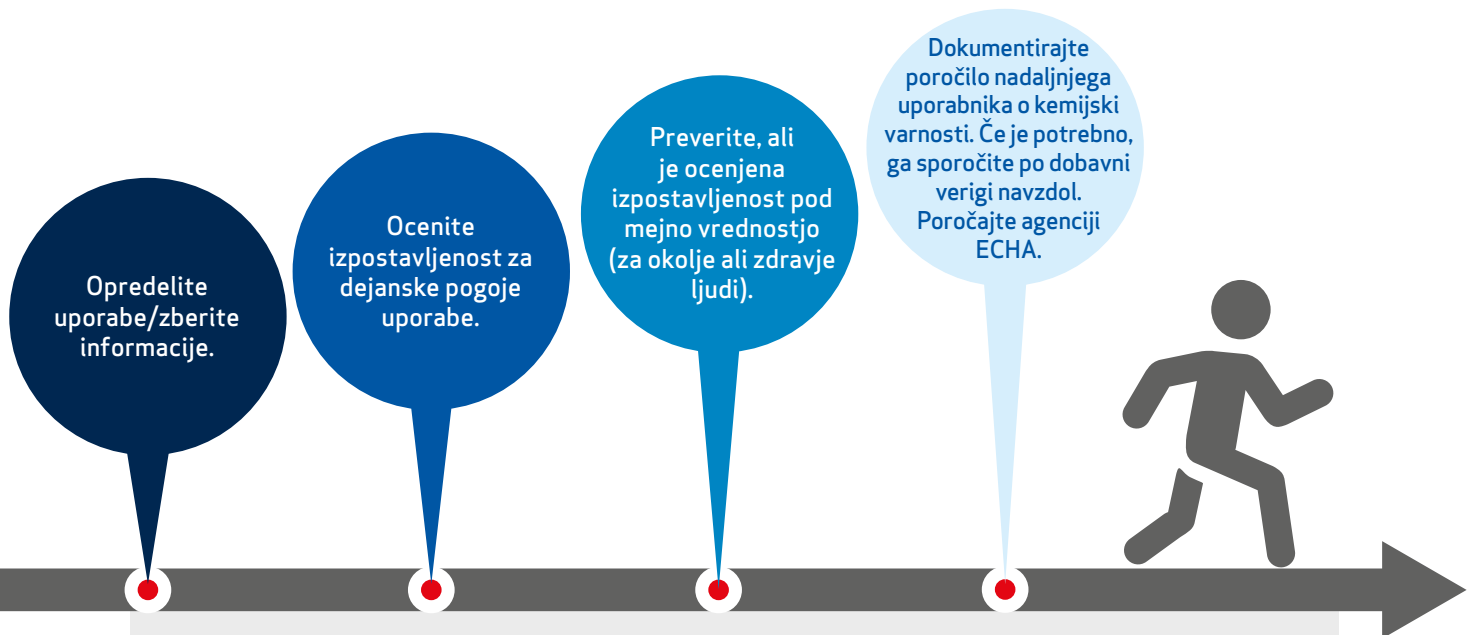 Opredelite
uporabe/zberite
informacije.
Ocenite
izpostavljenost za
dejanske pogoje
uporabe.
Preverite, ali
je ocenjena
izpostavljenost pod
mejno vrednostjo
(za okolje ali zdravje
ljudi).
Dokumentirajte
poročilo nadaljnjega
uporabnika o kemijski
varnosti. Če je potrebno,
ga sporočite po dobavni
verigi navzdol.
Poročajte agenciji
ECHA.